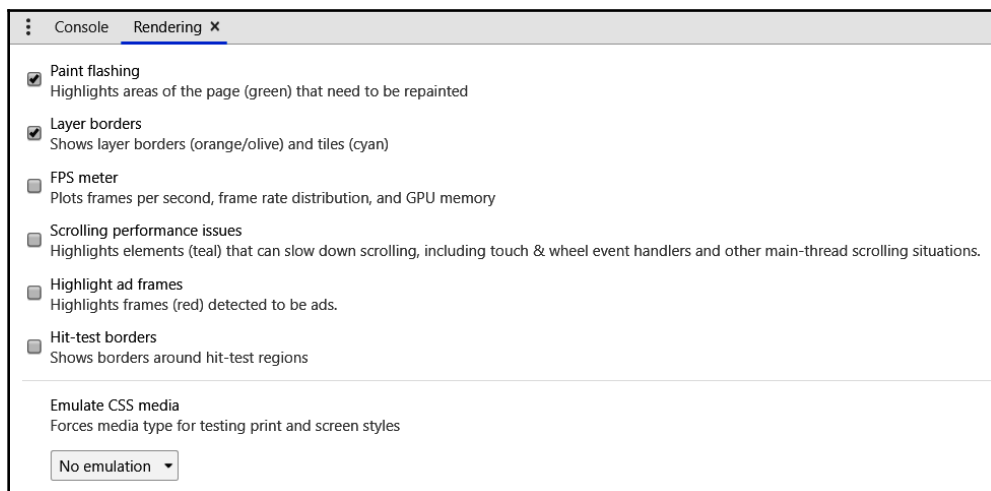 Console Rendering ×
Paint flashing
Highlights areas of the page (green) that need to be repainted
Layer borders
Shows layer borders (orange/olive) and tiles (cyan)
FPS meter
Plots frames per second, frame rate distribution, and GPU memory
Scrolling performance issues
Highlights elements (teal) that can slow down scrolling, including touch & wheel event handlers and other main-thread scrolling situations.
Highlight ad frames
Highlights frames (red) detected to be ads.
Hit-test borders
Shows borders around hit-test regions
Emulate CSS media
Forces media type for testing print and screen styles
No emulation